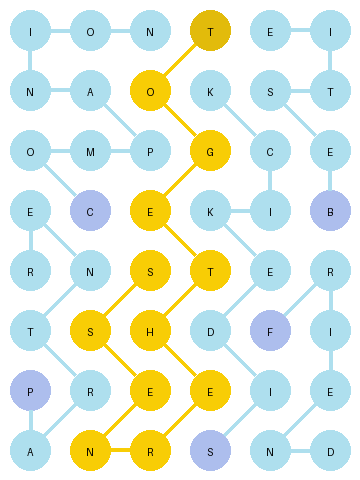 I O N T E I
N A O K S T
O M P G C E
E C E K I B
R N S T E R
T S H D F I
P R E E I E
A N R S N D